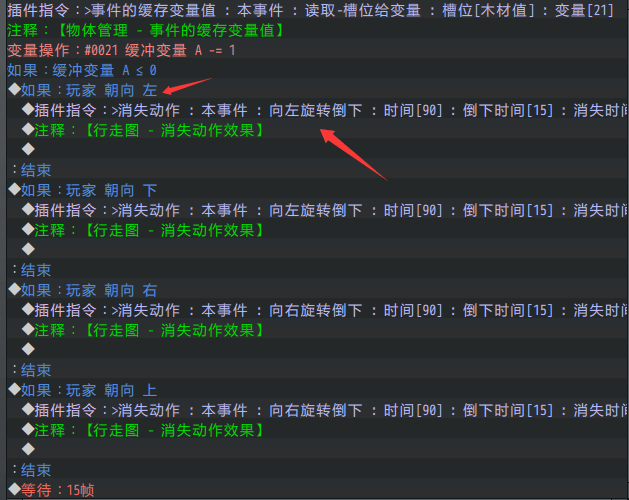 插件指令：>事件的缓存变量值 : 本事件 : 读取-槽位给变量 : 槽位[木材值] : 变量[21]
注释：【物体管理 - 事件的缓存变量值】
变量操作：#0021 缓冲变量 A -= 1
如果：缓冲变量 A ≤ 0
◆如果：玩家 朝向 左
◆插件指令：>消失动作 : 本事件 : 向左旋转倒下 : 时间[90] : 倒下时间[15] : 消失时间
◆注释：【行走图 - 消失动作效果】
◆
：结束
◆如果：玩家 朝向 下
◆插件指令：>消失动作 : 本事件 : 向左旋转倒下 : 时间[90] : 倒下时间[15] : 消失时间
◆注释：【行走图 - 消失动作效果】
◆
：结束
◆如果：玩家 朝向 右
◆插件指令：>消失动作 : 本事件 : 向右旋转倒下 : 时间[90] : 倒下时间[15] : 消失时间
◆注释：【行走图 - 消失动作效果】
◆
：结束
◆如果：玩家 朝向 上
◆插件指令：>消失动作 : 本事件 : 向右旋转倒下 : 时间[90] : 倒下时间[15] : 消失时间
◆注释：【行走图 - 消失动作效果】
◆
：结束
◆等待：15帧